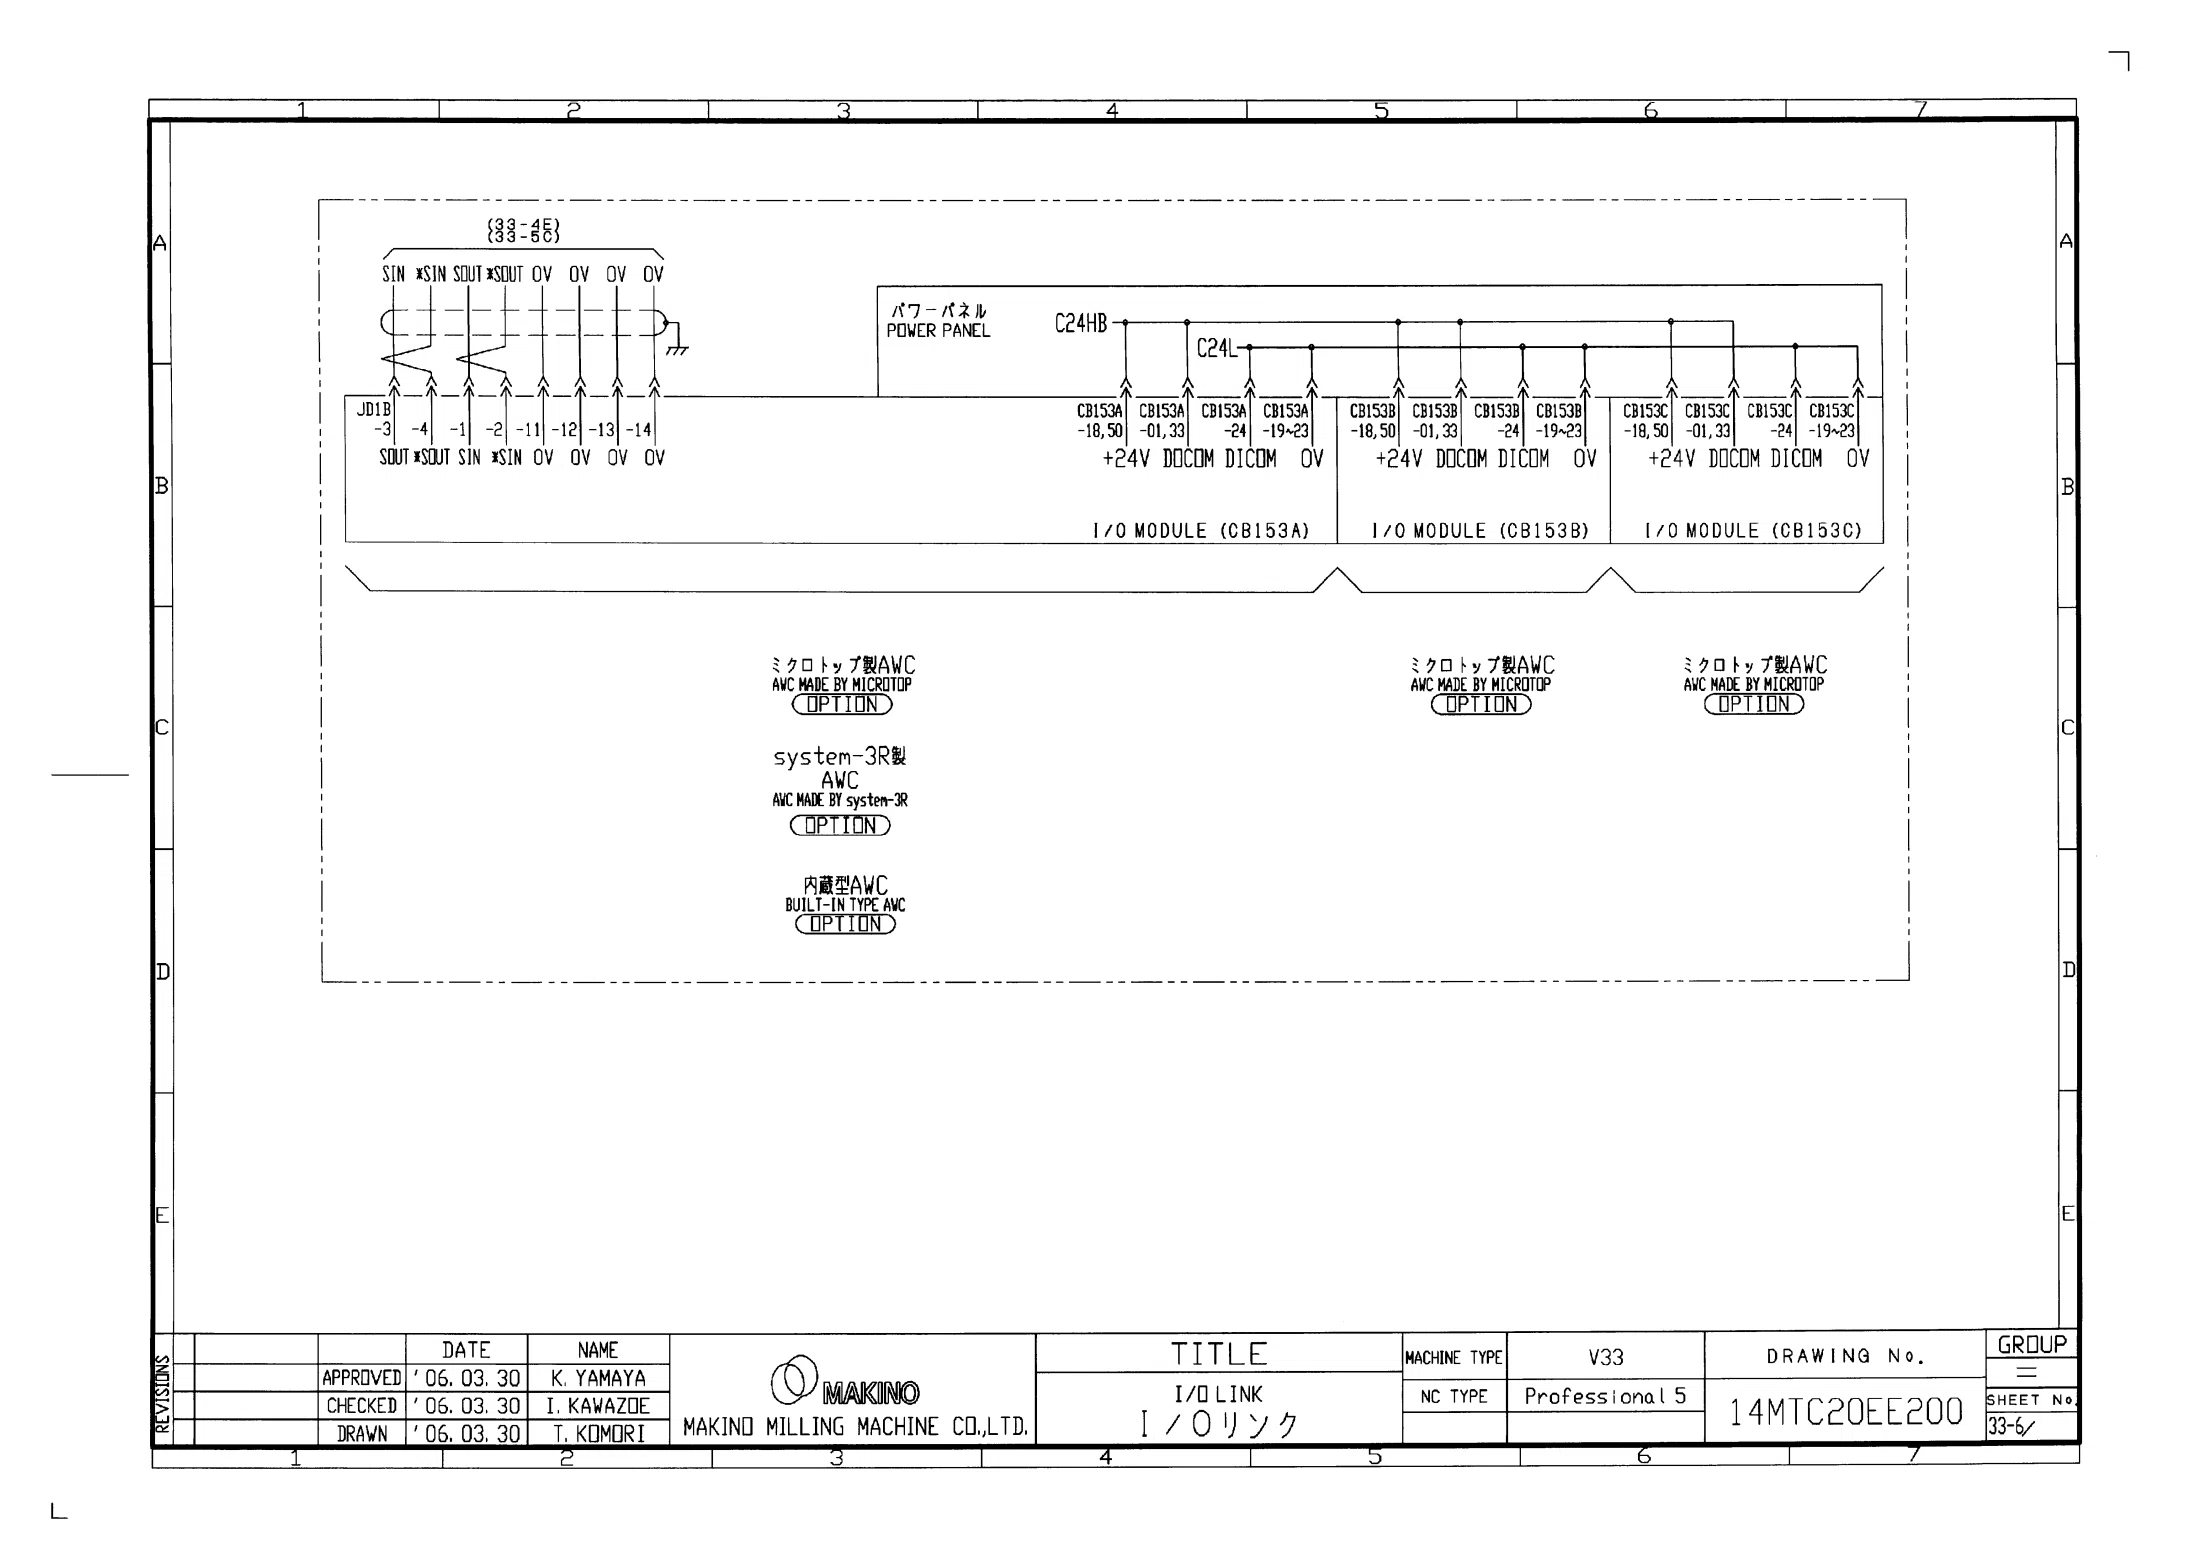 1 2 3 4 5 6 7
A A
(33-4E)
(33-5C)
SIN *SIN SOUT *SOUT 0V 0V 0V 0V
パワーパネル
POWER PANEL
C24HB
C24L
JD1B
-3 -4 -1 -2 -11 -12 -13 -14
SOUT *SOUT SIN *SIN 0V 0V 0V 0V
CB153A CB153A CB153A CB153A CB153B CB153B CB153B CB153B CB153C CB153C CB153C CB153C
-18,50 -01,33 -24 -19~23 -18,50 -01,33 -24 -19~23 -18,50 -01,33 -24 -19~23
+24V DOCOM DICOM 0V +24V DOCOM DICOM 0V +24V DOCOM DICOM 0V
B B
I/O MODULE (CB153A) I/O MODULE (CB153B) I/O MODULE (CB153C)
ミクロトップ製AWC ミクロトップ製AWC ミクロトップ製AWC
AWC MADE BY MICROTOP AWC MADE BY MICROTOP AWC MADE BY MICROTOP
OPTION OPTION OPTION
C C
system-3R製
AWC
AWC MADE BY system-3R
OPTION
内蔵型AWC
BUILT-IN TYPE AWC
OPTION
D D
E E
REVISIONS
DATE NAME
APPROVED '06. 03. 30 K. YAMAYA
CHECKED '06. 03. 30 I. KAWAZOE
DRAWN '06. 03. 30 T. KOMORI
MAKINO
MAKINO MILLING MACHINE CO.,LTD.
TITLE
I/O LINK
I/Oリンク
MACHINE TYPE V33
NC TYPE Professional 5
DRAWING No.
14MTC20EE200
GROUP
=
SHEET No.
33-6/
1 2 3 4 5 6 7